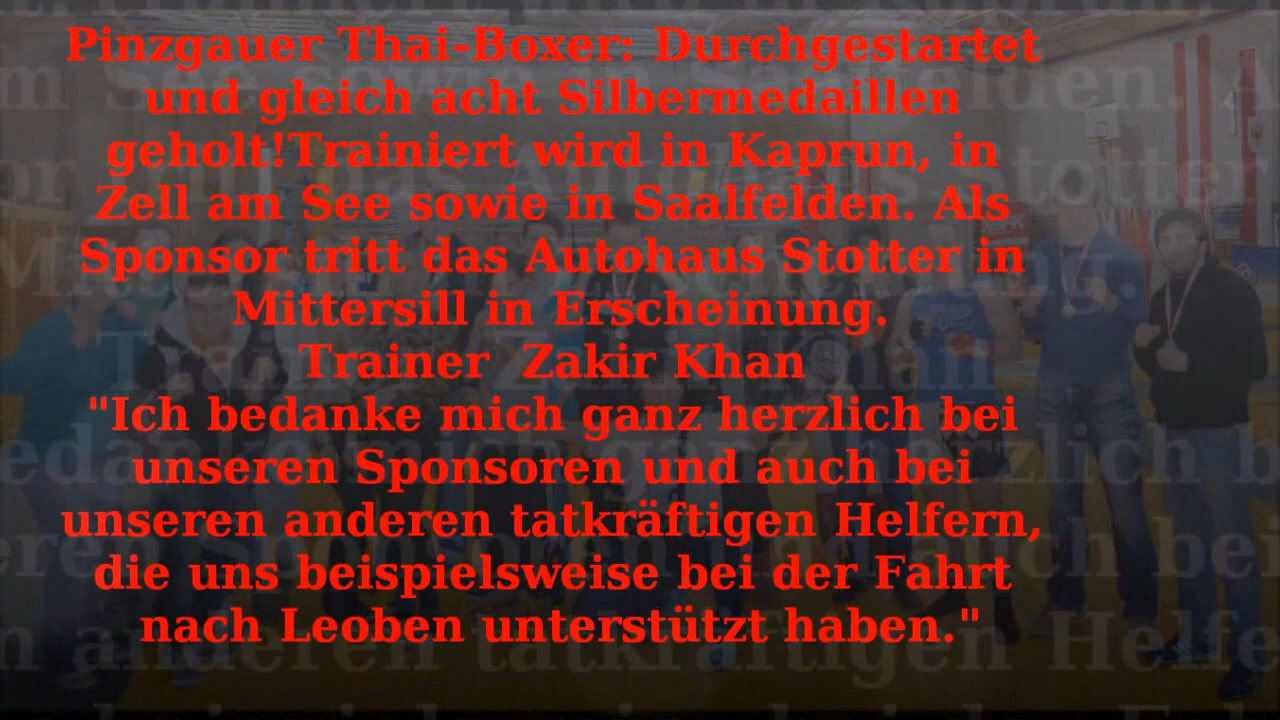 Pinzgauer Thai-Boxer: Durchgestartet
und gleich acht Silbermedaillen
geholt!Trainiert wird in Kaprun, in
Zell am See sowie in Saalfelden. Als
Sponsor tritt das Autohaus Stotter in
Mittersill in Erscheinung.
Trainer  Zakir Khan
"Ich bedanke mich ganz herzlich bei
unseren Sponsoren und auch bei
unseren anderen tatkräftigen Helfern,
die uns beispielsweise bei der Fahrt
nach Leoben unterstützt haben."